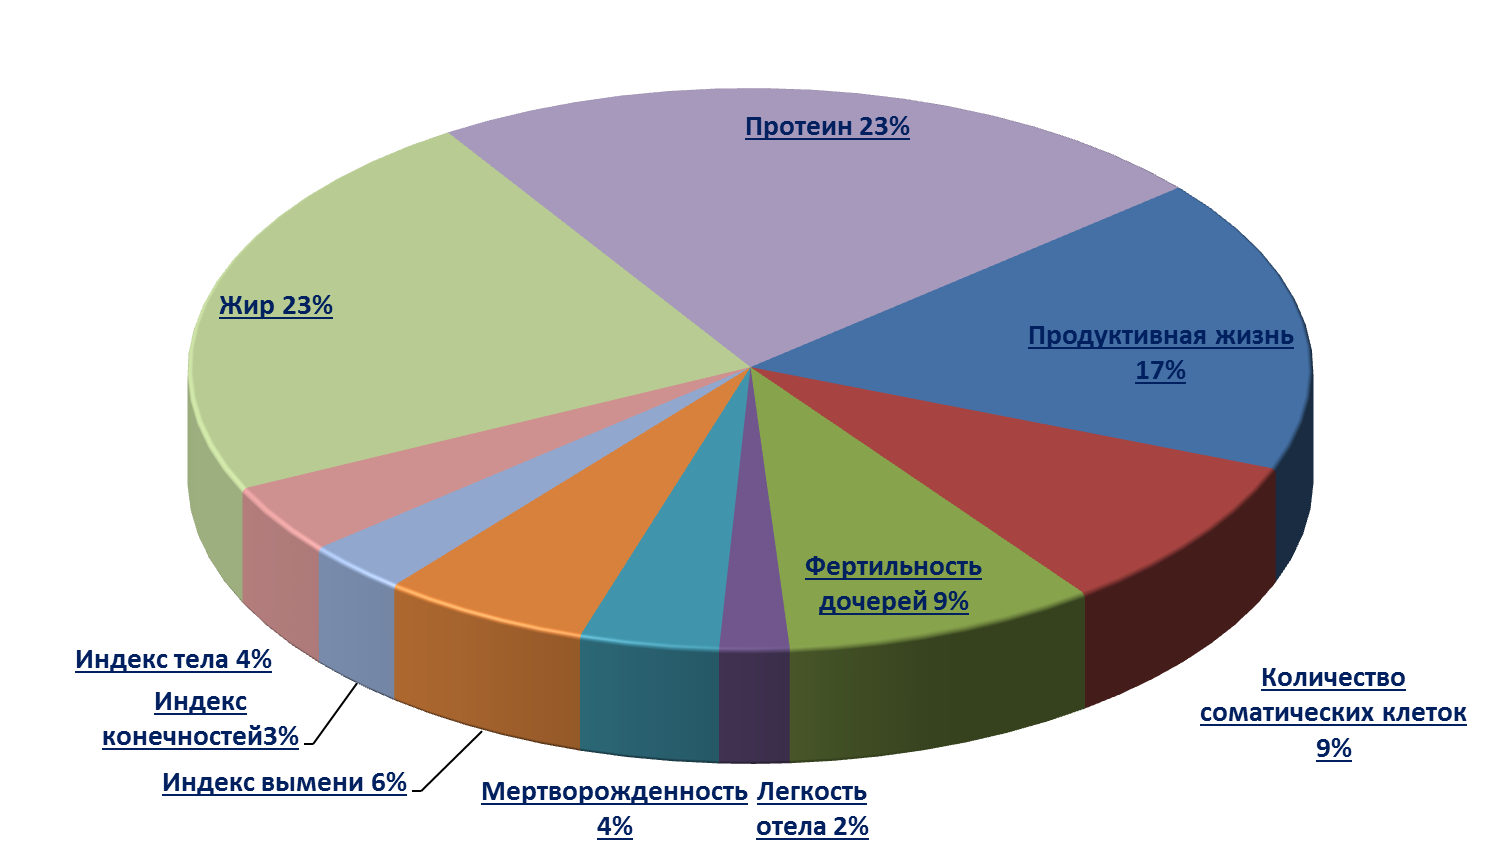 Протеин 23%
Жир 23%
Продуктивная жизнь
17%
Фертильность
дочерей 9%
Индекс тела 4%
Индекс
конечностей3%
Индекс вымени 6%
Мертворожденность
4%
Легкость
отела 2%
Количество
соматических клеток
9%